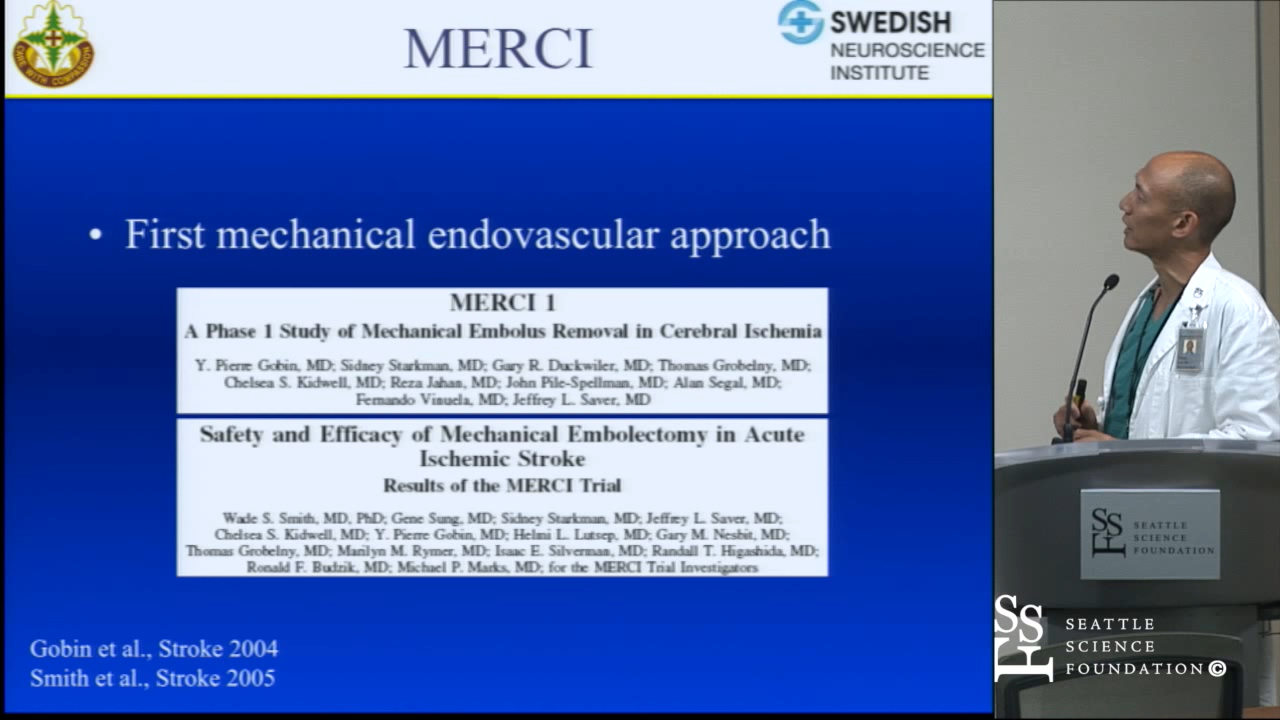 CARE WITH COMPASSION
MERCI
SWEDISH
NEUROSCIENCE
INSTITUTE
• First mechanical endovascular approach
MERCI 1
A Phase 1 Study of Mechanical Embolus Removal in Cerebral Ischemia
Y. Pierre Gobin, MD; Sidney Starkman, MD; Gary R. Duckwiler, MD; Thomas Grobelny, MD;
Chelsea S. Kidwell, MD; Reza Jahan, MD; John Pile-Spellman, MD; Alan Segal, MD;
Fernando Vinuela, MD; Jeffrey L. Saver, MD
Safety and Efficacy of Mechanical Embolectomy in Acute
Ischemic Stroke
Results of the MERCI Trial
Wade S. Smith, MD, PhD; Gene Sung, MD; Sidney Starkman, MD; Jeffrey L. Saver, MD;
Chelsea S. Kidwell, MD; Y. Pierre Gobin, MD; Helmi L. Lutsep, MD; Gary M. Nesbit, MD;
Thomas Grobelny, MD; Marilyn M. Rymer, MD; Isaac E. Silverman, MD; Randall T. Higashida, MD;
Ronald F. Budzik, MD; Michael P. Marks, MD; for the MERCI Trial Investigators
Gobin et al., Stroke 2004
Smith et al., Stroke 2005
SSF
SEATTLE
SCIENCE
FOUNDATION
SSF
SEATTLE
SCIENCE
FOUNDATION©